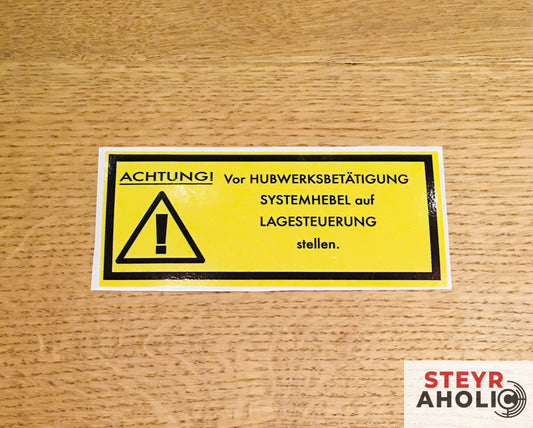 ACHTUNG! Vor HUBWERKSBETÄTIGUNG
SYSTEMHEBEL auf
LAGESTEUERUNG
stellen.
STEYR
AHOLIC